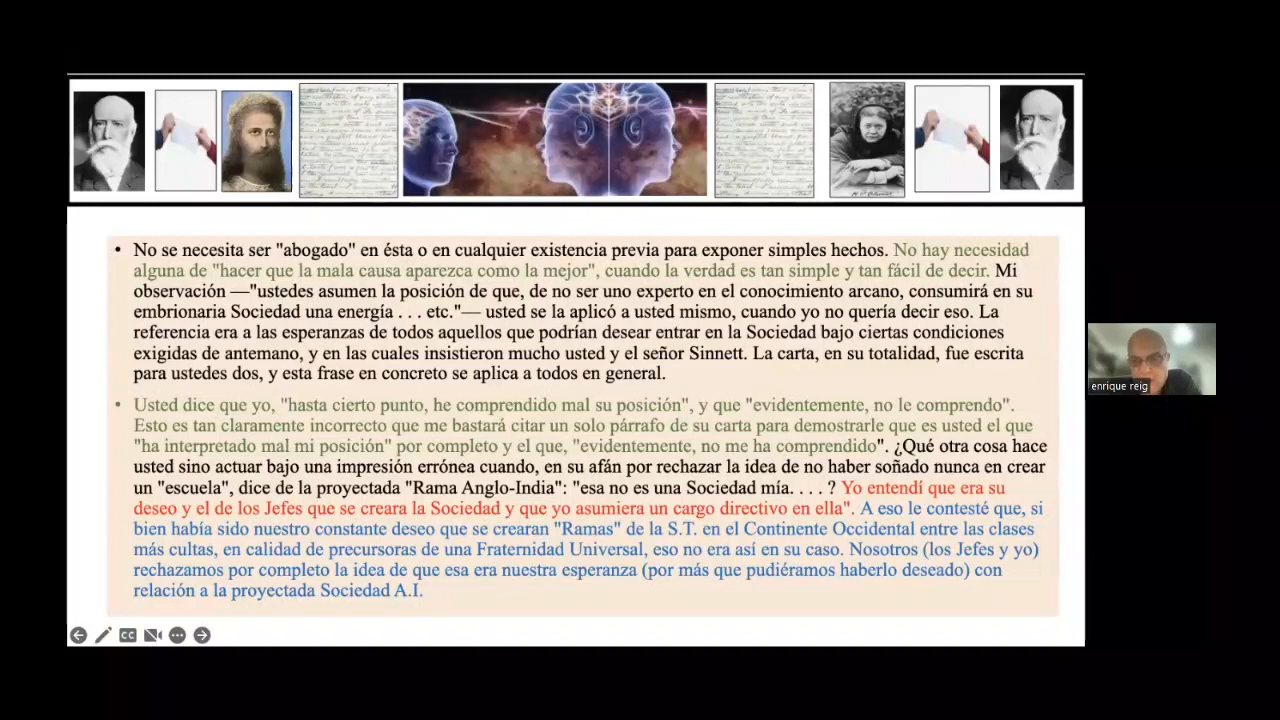 • No se necesita ser "abogado" en ésta o en cualquier existencia previa para exponer simples hechos. No hay necesidad
alguna de "hacer que la mala causa aparezca como la mejor", cuando la verdad es tan simple y tan fácil de decir. Mi
observación —"ustedes asumen la posición de que, de no ser uno experto en el conocimiento arcano, consumirá en su
embrionaria Sociedad una energía . . . etc."— usted se la aplicó a usted mismo, cuando yo no quería decir eso. La
referencia era a las esperanzas de todos aquellos que podrían desear entrar en la Sociedad bajo ciertas condiciones
exigidas de antemano, y en las cuales insistieron mucho usted y el señor Sinnett. La carta, en su totalidad, fue escrita
para ustedes dos, y esta frase en concreto se aplica a todos en general.
• Usted dice que yo, "hasta cierto punto, he comprendido mal su posición", y que "evidentemente, no le comprendo".
Esto es tan claramente incorrecto que me bastará citar un solo párrafo de su carta para demostrarle que es usted el que
"ha interpretado mal mi posición" por completo y el que, "evidentemente, no me ha comprendido". ¿Qué otra cosa hace
usted sino actuar bajo una impresión errónea cuando, en su afán por rechazar la idea de no haber soñado nunca en crear
un "escuela", dice de la proyectada "Rama Anglo-India": "esa no es una Sociedad mía. . . . ? Yo entendí que era su
deseo y el de los Jefes que se creara la Sociedad y que yo asumiera un cargo directivo en ella". A eso le contesté que, si
bien había sido nuestro constante deseo que se crearan "Ramas" de la S.T. en el Continente Occidental entre las clases
más cultas, en calidad de precursoras de una Fraternidad Universal, eso no era así en su caso. Nosotros (los Jefes y yo)
rechazamos por completo la idea de que esa era nuestra esperanza (por más que pudiéramos haberlo deseado) con
relación a la proyectada Sociedad A.I.
CC
enrique reig